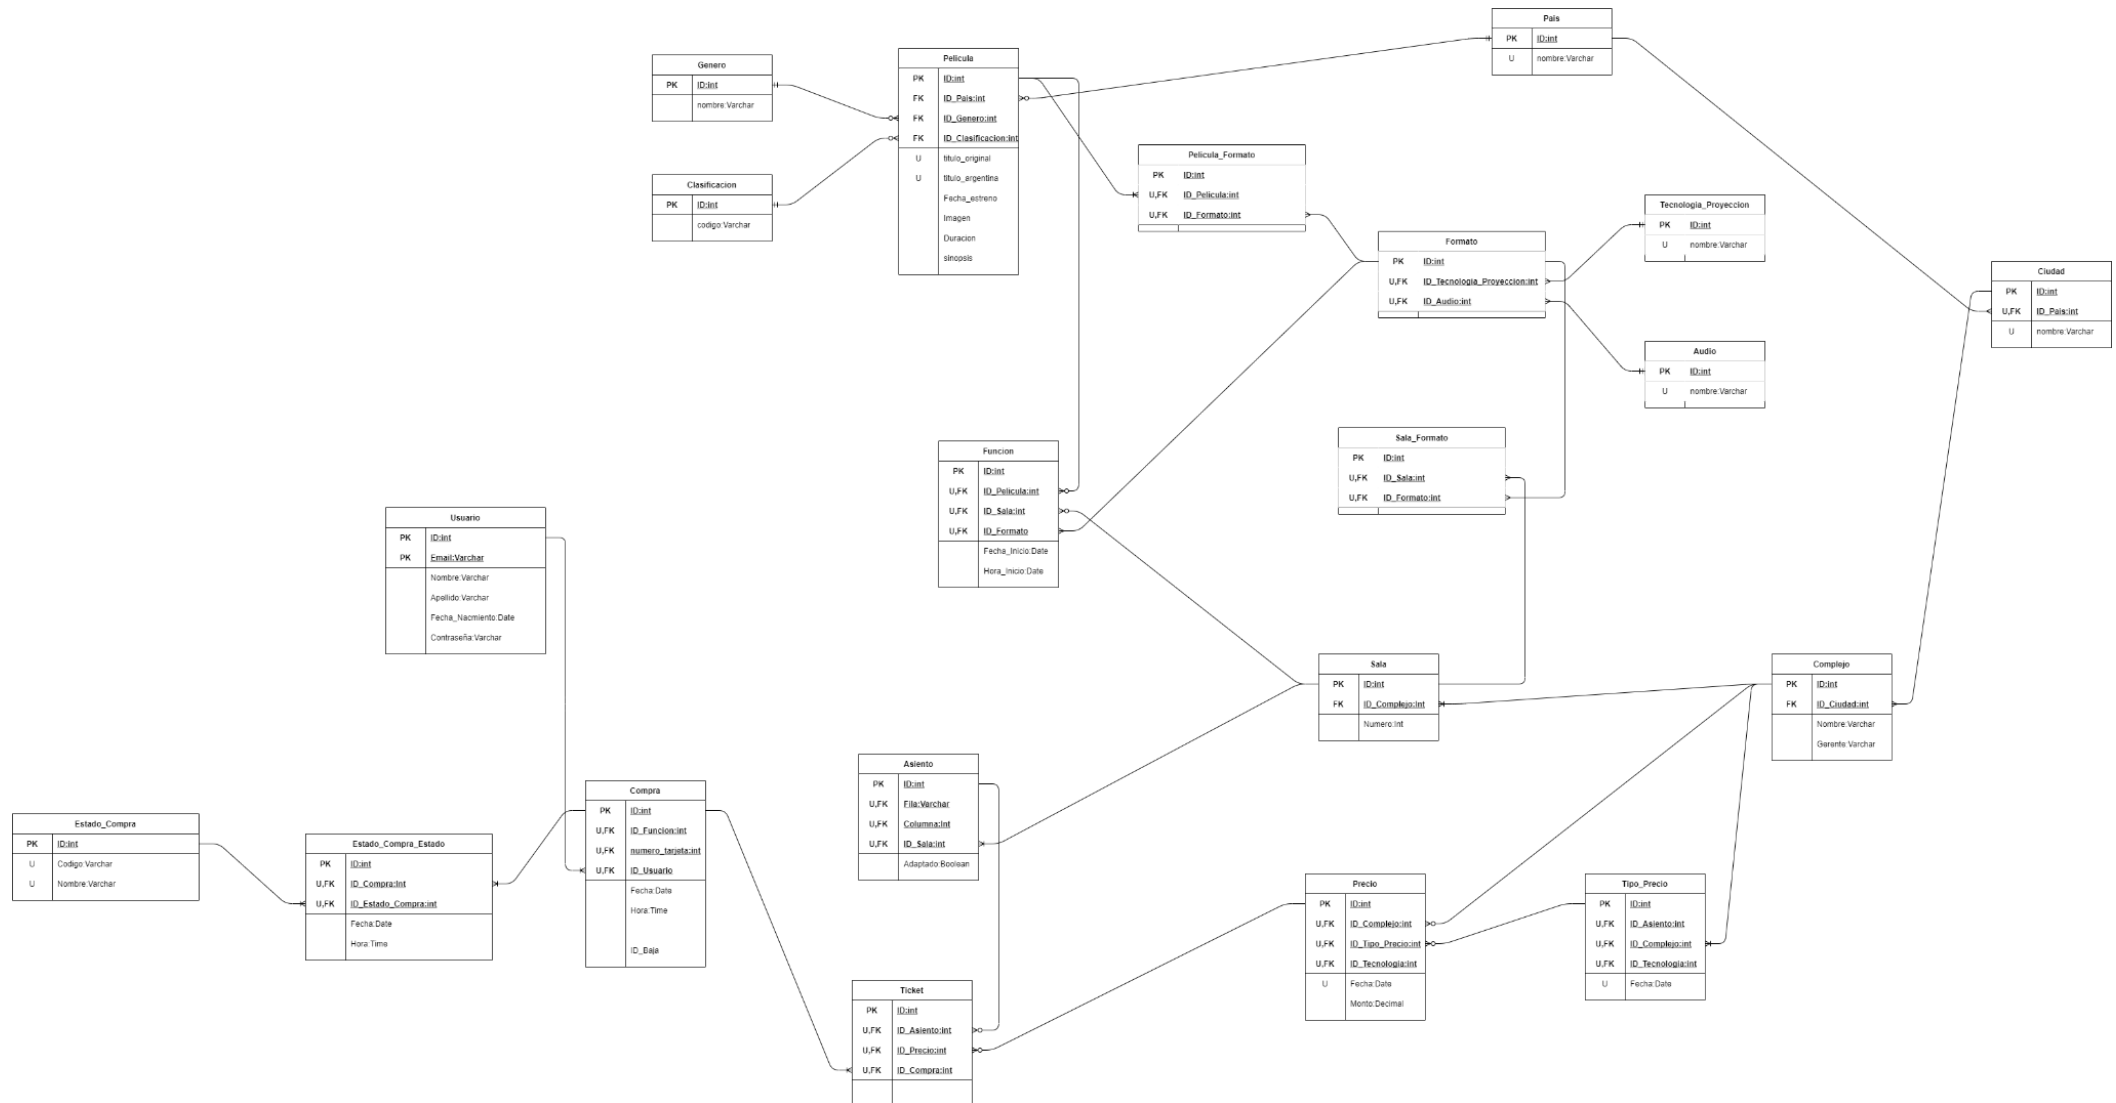 Pais
PK ID:int
U nombre:Varchar
Genero
PK ID:int
nombre:Varchar
Pelicula
PK ID:int
FK ID_Pais:int
FK ID_Genero:int
FK ID_Clasificacion:int
U titulo_original
U titulo_argentina
Fecha_estreno
Imagen
Duracion
sinopsis
Clasificacion
PK ID:int
codigo:Varchar
Pelicula_Formato
PK ID:int
U,FK ID_Pelicula:int
U,FK ID_Formato:int
Tecnologia_Proyeccion
PK ID:int
U nombre:Varchar
Formato
PK ID:int
U,FK ID_Tecnologia_Proyeccion:int
U,FK ID_Audio:int
Ciudad
PK ID:int
U,FK ID_Pais:int
U nombre:Varchar
Audio
PK ID:int
U nombre:Varchar
Sala_Formato
PK ID:int
U,FK ID_Sala:int
U,FK ID_Formato:int
Funcion
PK ID:int
U,FK ID_Pelicula:int
U,FK ID_Sala:int
U,FK ID_Formato
Fecha_Inicio:Date
Hora_Inicio:Date
Usuario
PK ID:int
PK Email:Varchar
Nombre:Varchar
Apellido:Varchar
Fecha_Nacmiento:Date
Contraseña:Varchar
Sala
PK ID:int
FK ID_Complejo:Int
Numero:Int
Complejo
PK ID:int
FK ID_Ciudad:int
Nombre:Varchar
Gerente:Varchar
Asiento
PK ID:int
U,FK Fila:Varchar
U,FK Columna:Int
U,FK ID_Sala:int
Adaptado:Boolean
Compra
PK ID:int
U,FK ID_Funcion:int
U,FK numero_tarjeta:int
U,FK ID_Usuario
Fecha:Date
Hora:Time
ID_Baja
Estado_Compra
PK ID:int
U Codigo:Varchar
U Nombre:Varchar
Estado_Compra_Estado
PK ID:int
U,FK ID_Compra:Int
U,FK ID_Estado_Compra:int
Fecha:Date
Hora:Time
Precio
PK ID:int
U,FK ID_Complejo:int
U,FK ID_Tipo_Precio:int
U,FK ID_Tecnologia:int
U Fecha:Date
Monto:Decimal
Tipo_Precio
PK ID:int
U,FK ID_Asiento:int
U,FK ID_Complejo:int
U,FK ID_Tecnologia:int
U Fecha:Date
Ticket
PK ID:int
U,FK ID_Asiento:int
U,FK ID_Precio:int
U,FK ID_Compra:int